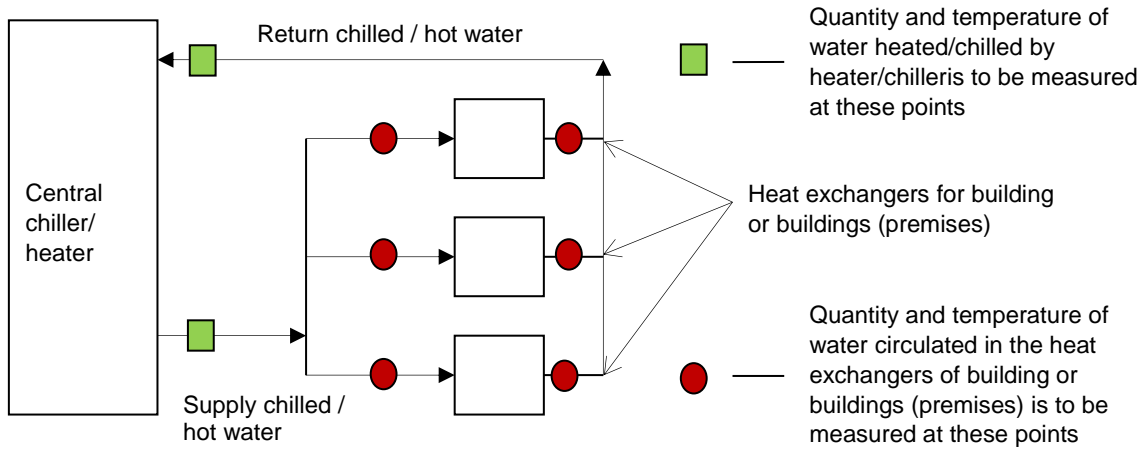 Return chilled / hot water
Quantity and temperature of
water heated/chilled by
heater/chilleris to be measured
at these points
Central
chiller/
heater
Heat exchangers for building
or buildings (premises)
Supply chilled /
hot water
Quantity and temperature of
water circulated in the heat
exchangers of building or
buildings (premises) is to be
measured at these points